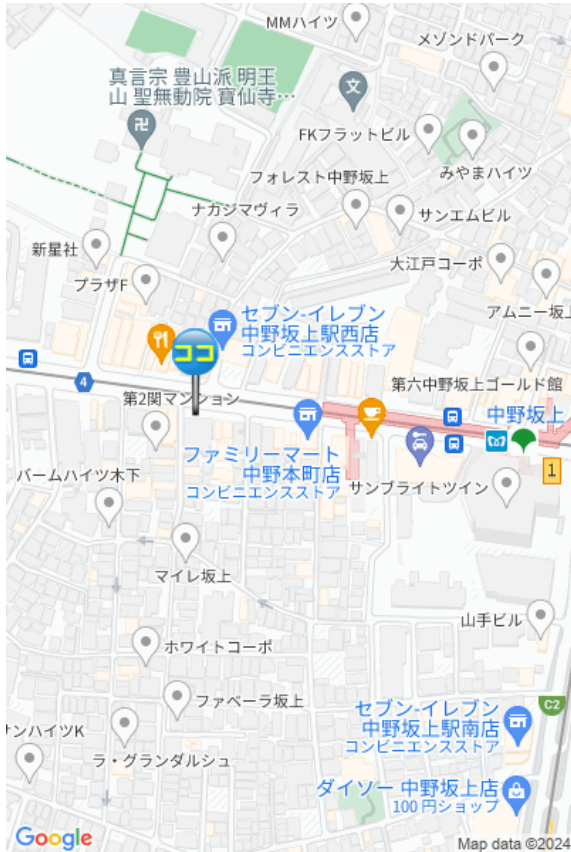 MMハイツ
メゾンドパーク
真言宗 豊山派 明王
山 聖無動院 寳仙寺…
文
卍
FKフラットビル
みやまハイツ
フォレスト中野坂上
ナカジマヴィラ
サンエムビル
新星社
大江戸コーポ
プラザF
アムニー坂上
セブン-イレブン
中野坂上駅西店
コンビニエンスストア
ココ
4
第2関マンション
第六中野坂上ゴールド館
中野坂上
ファミリーマート
中野本町店
コンビニエンスストア
パームハイツ木下
サンブライトツイン
1
マイレ坂上
山手ビル
ホワイトコーポ
ファベーラ坂上
C2
セブン-イレブン
中野坂上駅南店
コンビニエンスストア
サンハイツK
ラ・グランダルシュ
ダイソー 中野坂上店
100 円ショップ
Google
Map data ©2024